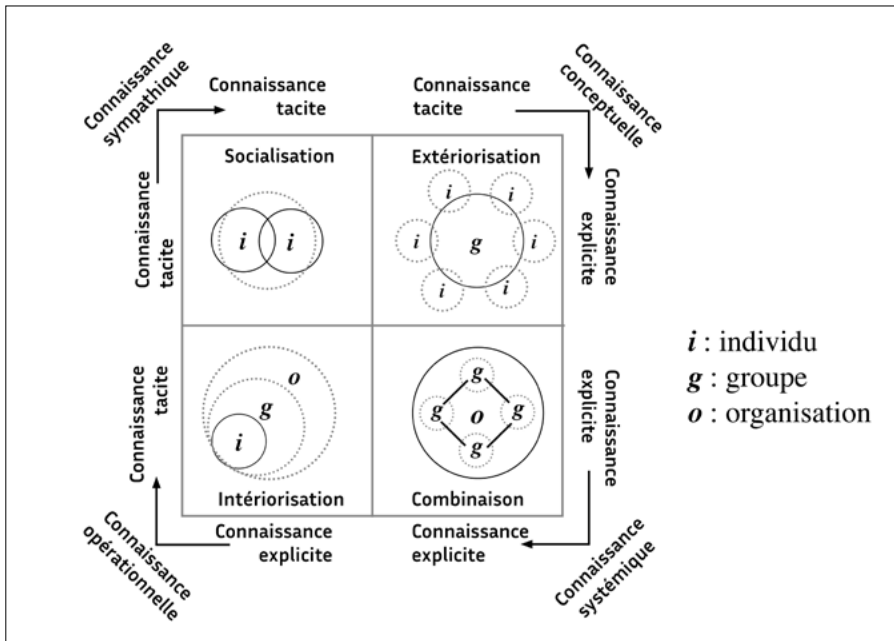 Connaissance
sympathique
Connaissance
tacite
Connaissance
tacite
Connaissance
conceptuelle
Connaissance
tacite
Socialisation
i
i
Extériorisation
i
i
i
g
i
i
i
Connaissance
explicite
Connaissance
tacite
o
g
i
Intériorisation
g
g
o
g
g
Combinaison
Connaissance
explicite
i : individu
g : groupe
o : organisation
Connaissance
opérationnelle
Connaissance
explicite
Connaissance
explicite
Connaissance
systémique